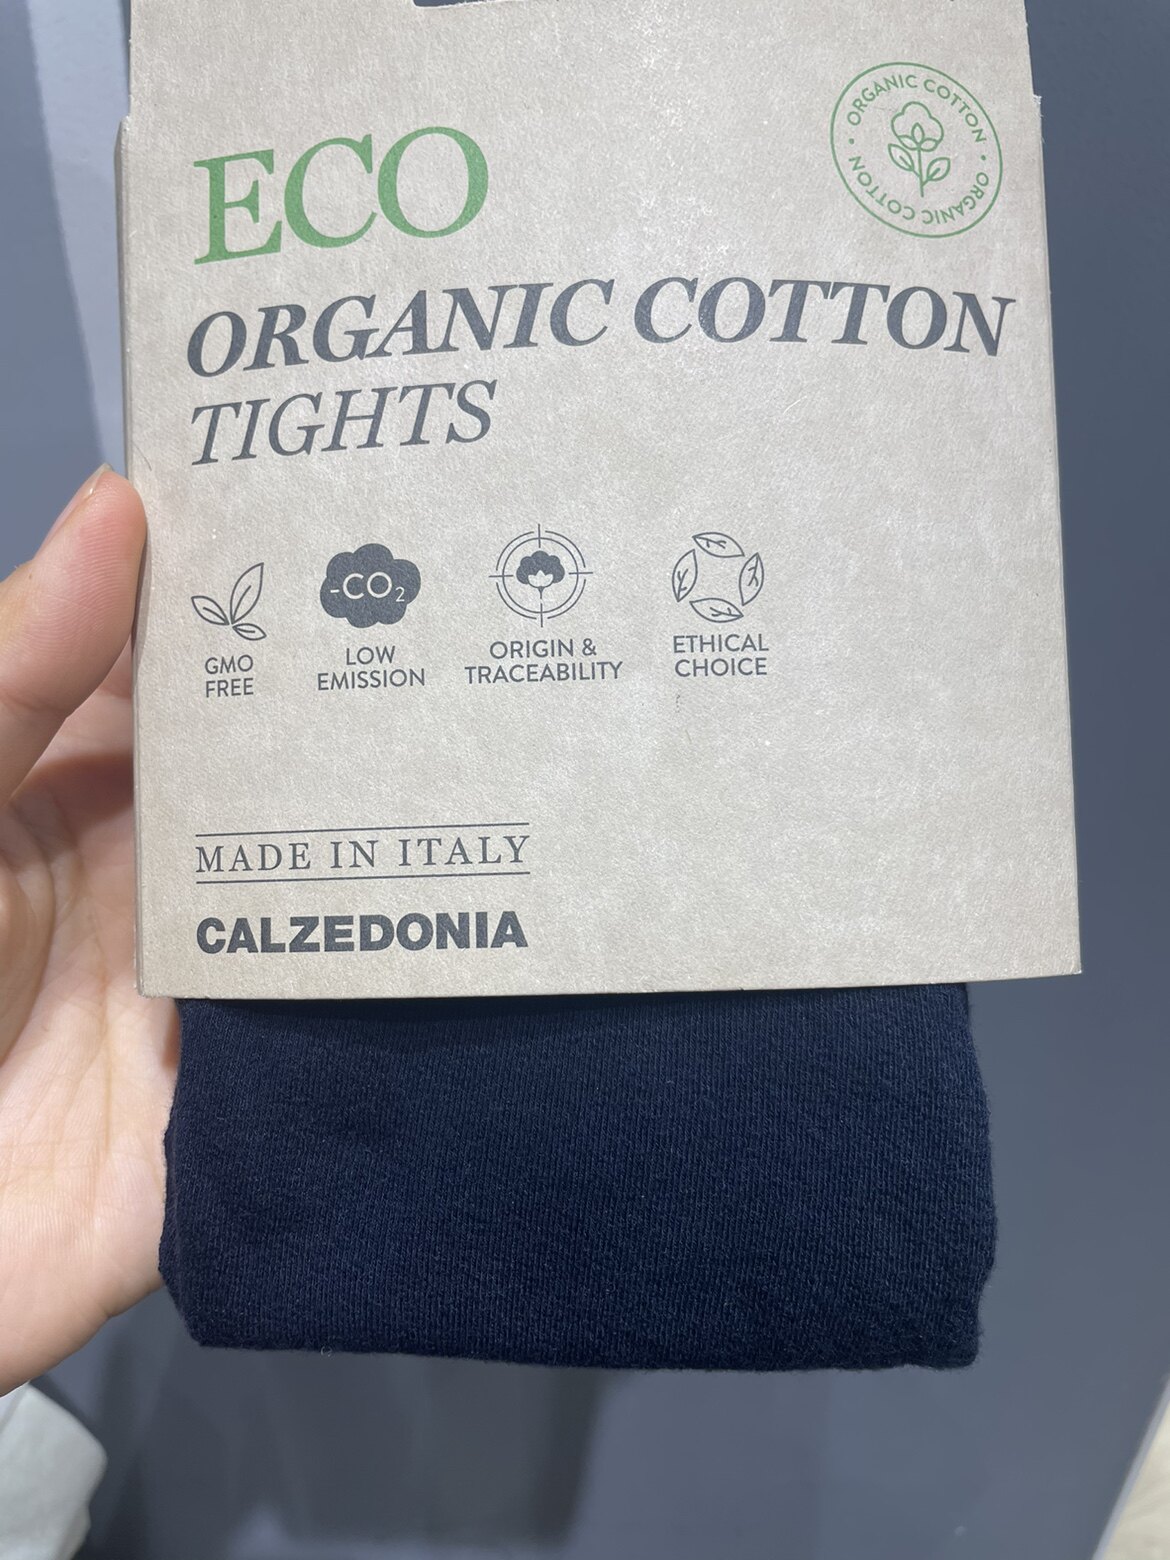 ECO
ORGANIC COTTON · ORGANIC COTTON ·
ORGANIC COTTON
TIGHTS
GMO
FREE
-CO₂
LOW
EMISSION
ORIGIN &
TRACEABILITY
ETHICAL
CHOICE
MADE IN ITALY
CALZEDONIA